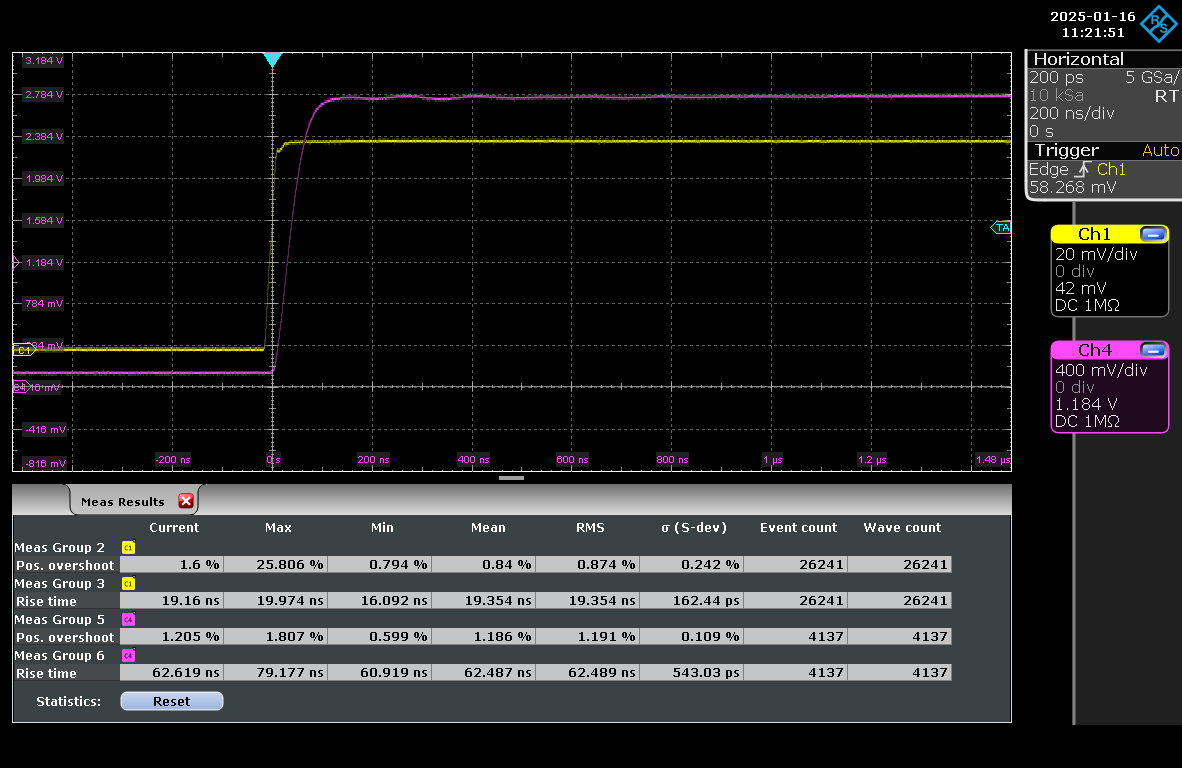 2025-01-16
11:21:51
R S
Horizontal
200 ps 5 GSa/
10 kSa RT
200 ns/div
0 s
Trigger Auto
Edge Ch1
58.268 mV
Ch1
20 mV/div
0 div
42 mV
DC 1MΩ
Ch4
400 mV/div
0 div
1.184 V
DC 1MΩ
3.184 V
2.784 V
2.384 V
1.984 V
1.584 V
TA
1.184 V
784 mV
C1
-416 mV
-816 mV
-200 ns 0 s 200 ns 400 ns 600 ns 800 ns 1 µs 1.2 µs 1.48 µs
Meas Results
Current Max Min Mean RMS σ (S-dev) Event count Wave count
Meas Group 2 C1
Pos. overshoot 1.6 % 25.806 % 0.794 % 0.84 % 0.874 % 0.242 % 26241 26241
Meas Group 3 C1
Rise time 19.16 ns 19.974 ns 16.092 ns 19.354 ns 19.354 ns 162.44 ps 26241 26241
Meas Group 5 C4
Pos. overshoot 1.205 % 1.807 % 0.599 % 1.186 % 1.191 % 0.109 % 4137 4137
Meas Group 6 C4
Rise time 62.619 ns 79.177 ns 60.919 ns 62.487 ns 62.489 ns 543.03 ps 4137 4137
Statistics: Reset